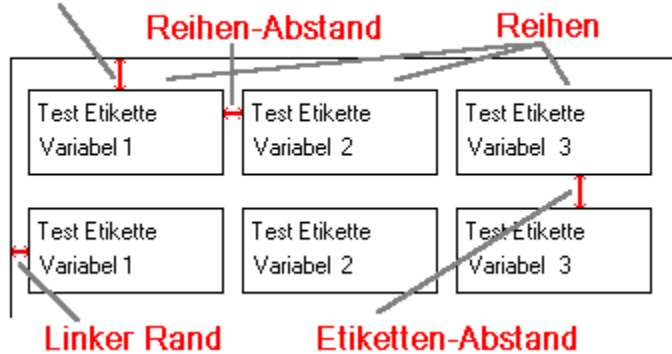 Reihen-Abstand
Reihen
Test Etikette
Variabel 1
Test Etikette
Variabel 2
Test Etikette
Variabel 3
Test Etikette
Variabel 1
Test Etikette
Variabel 2
Test Etikette
Variabel 3
Linker Rand
Etiketten-Abstand